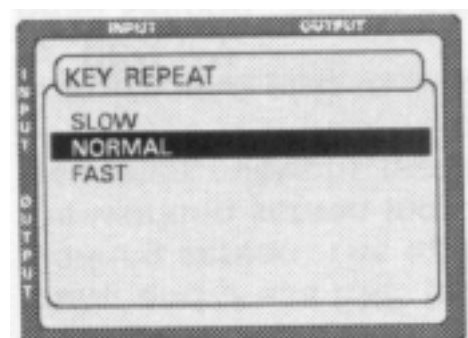 INPUT OUTPUT
INPUT
OUTPUT
KEY REPEAT
SLOW
NORMAL
FAST